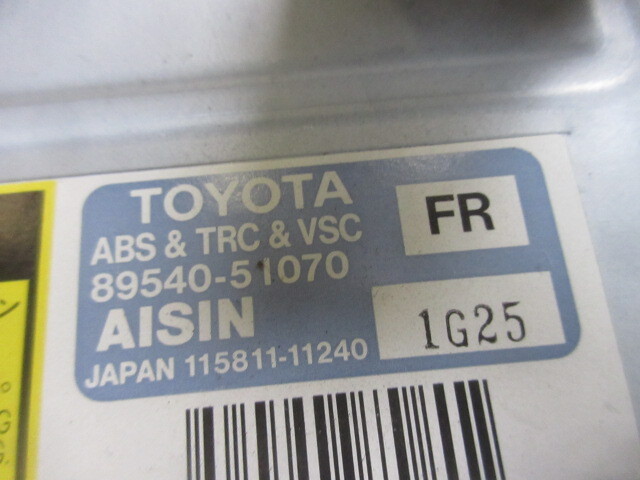 TOYOTA
FR
ABS & TRC & VSC
89540-51070
AISIN
1G25
JAPAN 115811-11240